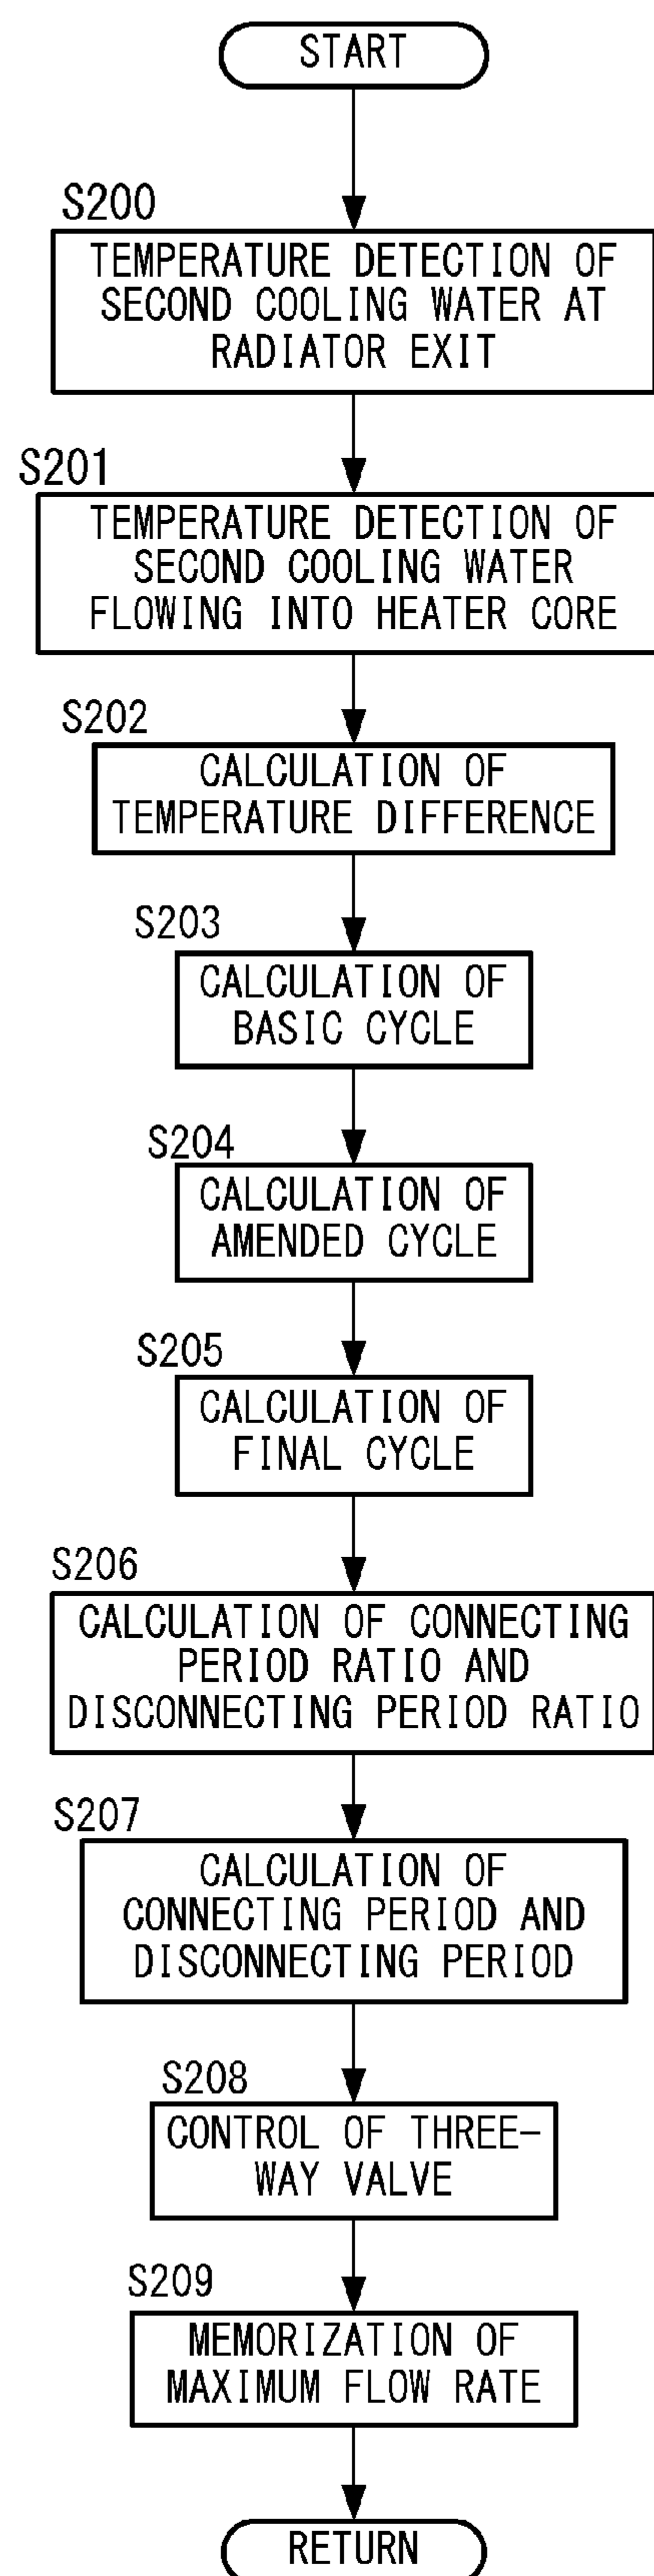 START
S200
TEMPERATURE DETECTION OF
SECOND COOLING WATER AT
RADIATOR EXIT
S201
TEMPERATURE DETECTION OF
SECOND COOLING WATER
FLOWING INTO HEATER CORE
S202
CALCULATION OF
TEMPERATURE DIFFERENCE
S203
CALCULATION OF
BASIC CYCLE
S204
CALCULATION OF
AMENDED CYCLE
S205
CALCULATION OF
FINAL CYCLE
S206
CALCULATION OF CONNECTING
PERIOD RATIO AND
DISCONNECTING PERIOD RATIO
S207
CALCULATION OF
CONNECTING PERIOD AND
DISCONNECTING PERIOD
S208
CONTROL OF THREE-
WAY VALVE
S209
MEMORIZATION OF
MAXIMUM FLOW RATE
RETURN